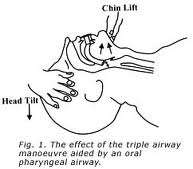 Chin Lift
Head Tilt
Fig. 1. The effect of the triple airway
manoeuvre aided by an oral
pharyngeal airway.